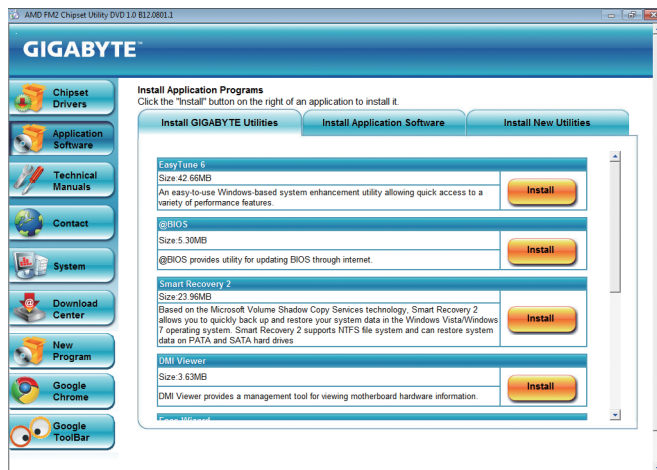 AMD FM2 Chipset Utility DVD 1.0 B12.0801.1
GIGABYTE™
Chipset
Drivers
Application
Software
Technical
Manuals
Contact
System
Download
Center
New
Program
Google
Chrome
Google
ToolBar
Install Application Programs
Click the "Install" button on the right of an application to install it.
Install GIGABYTE Utilities
Install Application Software
Install New Utilities
EasyTune 6
Size:42.66MB
An easy-to-use Windows-based system enhancement utility allowing quick access to a
variety of performance features.
Install
@BIOS
Size:5.30MB
@BIOS provides utility for updating BIOS through internet.
Install
Smart Recovery 2
Size:23.96MB
Based on the Microsoft Volume Shadow Copy Services technology, Smart Recovery 2
allows you to quickly back up and restore your system data in the Windows Vista/Windows
7 operating system. Smart Recovery 2 supports NTFS file system and can restore system
data on PATA and SATA hard drives
Install
DMI Viewer
Size:3.63MB
DMI Viewer provides a management tool for viewing motherboard hardware information.
Install